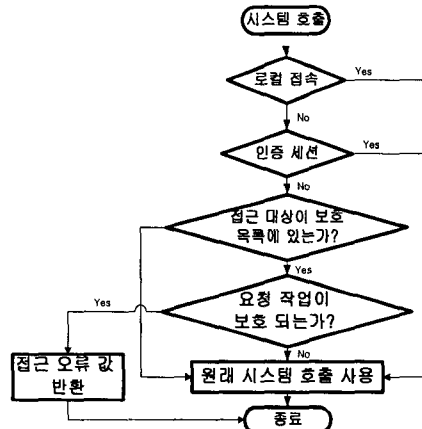 시스템 호출
로컬 접속
Yes
No
인증 세션
Yes
No
접근 대상이 보호
목록에 있는가?
Yes
요청 작업이
보호 되는가?
Yes
No
접근 오류 값
반환
원래 시스템 호출 사용
종료